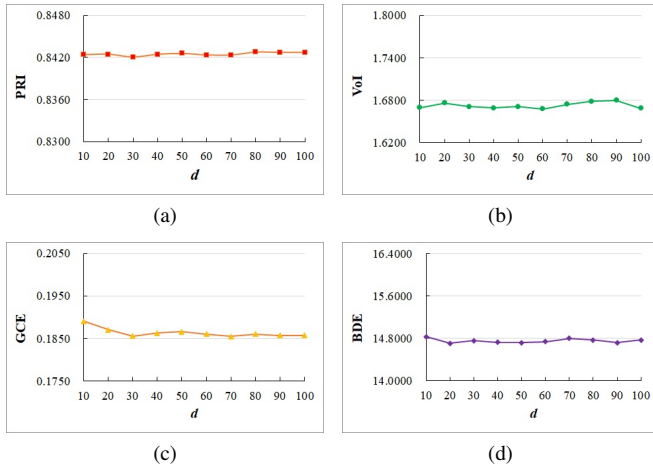 0.8480
0.8420
0.8360
0.8300
PRI
10 20 30 40 50 60 70 80 90 100
d
(a)
1.8000
1.7400
1.6800
1.6200
VoI
10 20 30 40 50 60 70 80 90 100
d
(b)
0.2050
0.1950
0.1850
0.1750
GCE
10 20 30 40 50 60 70 80 90 100
d
(c)
16.4000
15.6000
14.8000
14.0000
BDE
10 20 30 40 50 60 70 80 90 100
d
(d)